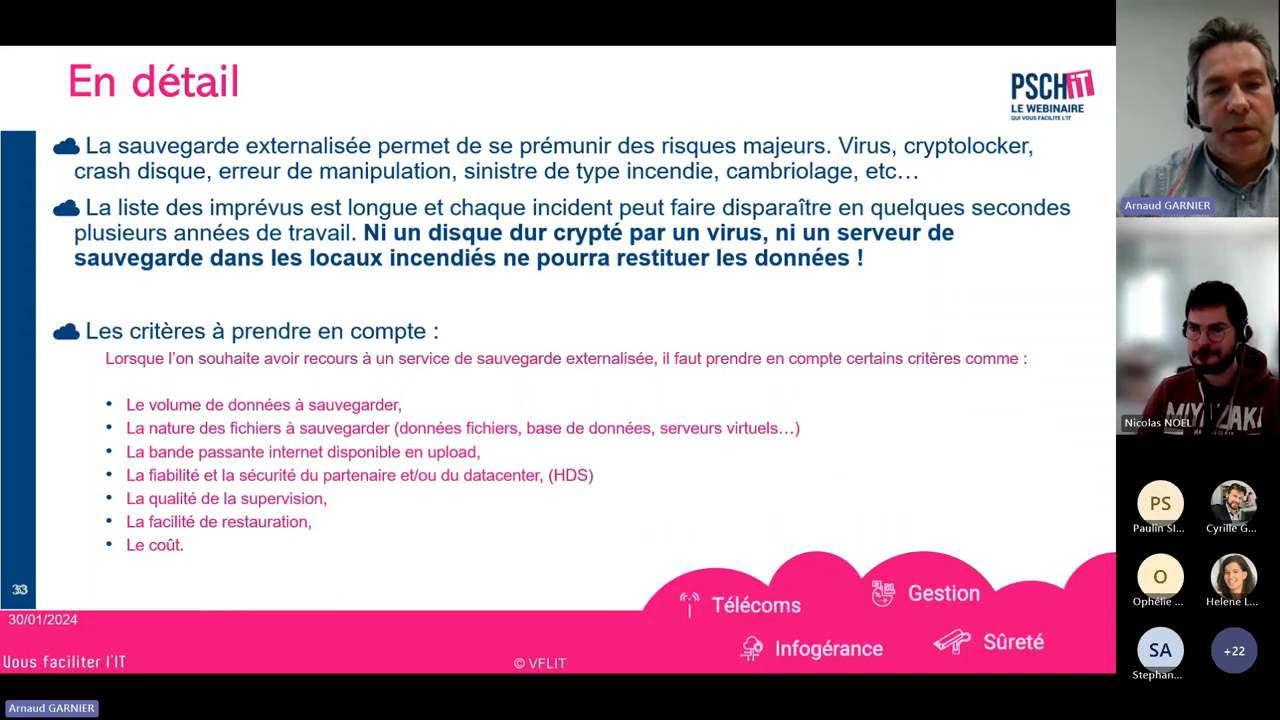 En détail
PSCHiT
LE WEBINAIRE
QUI VOUS FACILITE L'IT
La sauvegarde externalisée permet de se prémunir des risques majeurs. Virus, cryptolocker,
crash disque, erreur de manipulation, sinistre de type incendie, cambriolage, etc…
La liste des imprévus est longue et chaque incident peut faire disparaître en quelques secondes
plusieurs années de travail. Ni un disque dur crypté par un virus, ni un serveur de
sauvegarde dans les locaux incendiés ne pourra restituer les données !
Les critères à prendre en compte :
Lorsque l'on souhaite avoir recours à un service de sauvegarde externalisée, il faut prendre en compte certains critères comme :
• Le volume de données à sauvegarder,
• La nature des fichiers à sauvegarder (données fichiers, base de données, serveurs virtuels…)
• La bande passante internet disponible en upload,
• La fiabilité et la sécurité du partenaire et/ou du datacenter, (HDS)
• La qualité de la supervision,
• La facilité de restauration,
• Le coût.
30/01/2024
Vous faciliter l'IT
© VFLIT
Télécoms
Gestion
Infogérance
Sûreté
Arnaud GARNIER
Arnaud GARNIER
Nicolas NOEL
PS
Paulin SI...
Cyrille G...
O
Ophélie ...
Helene L...
SA
Stephan...
+22